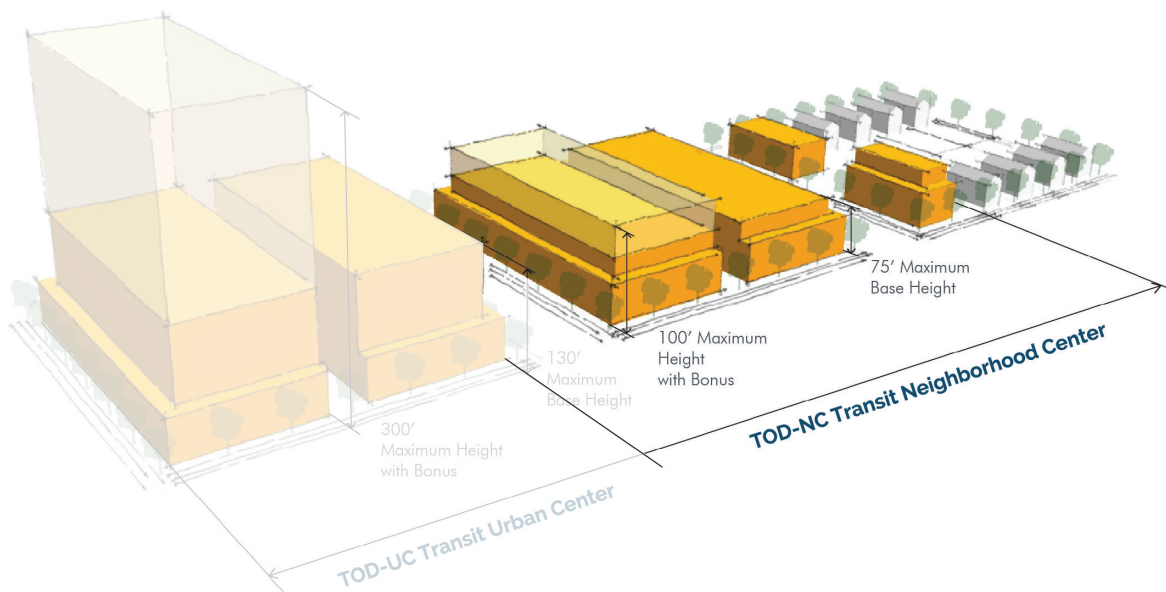 75’ Maximum
Base Height
100’ Maximum
Height
with Bonus
130’
Maximum
Base Height
300’
Maximum Height
with Bonus
TOD-NC Transit Neighborhood Center
TOD-UC Transit Urban Center